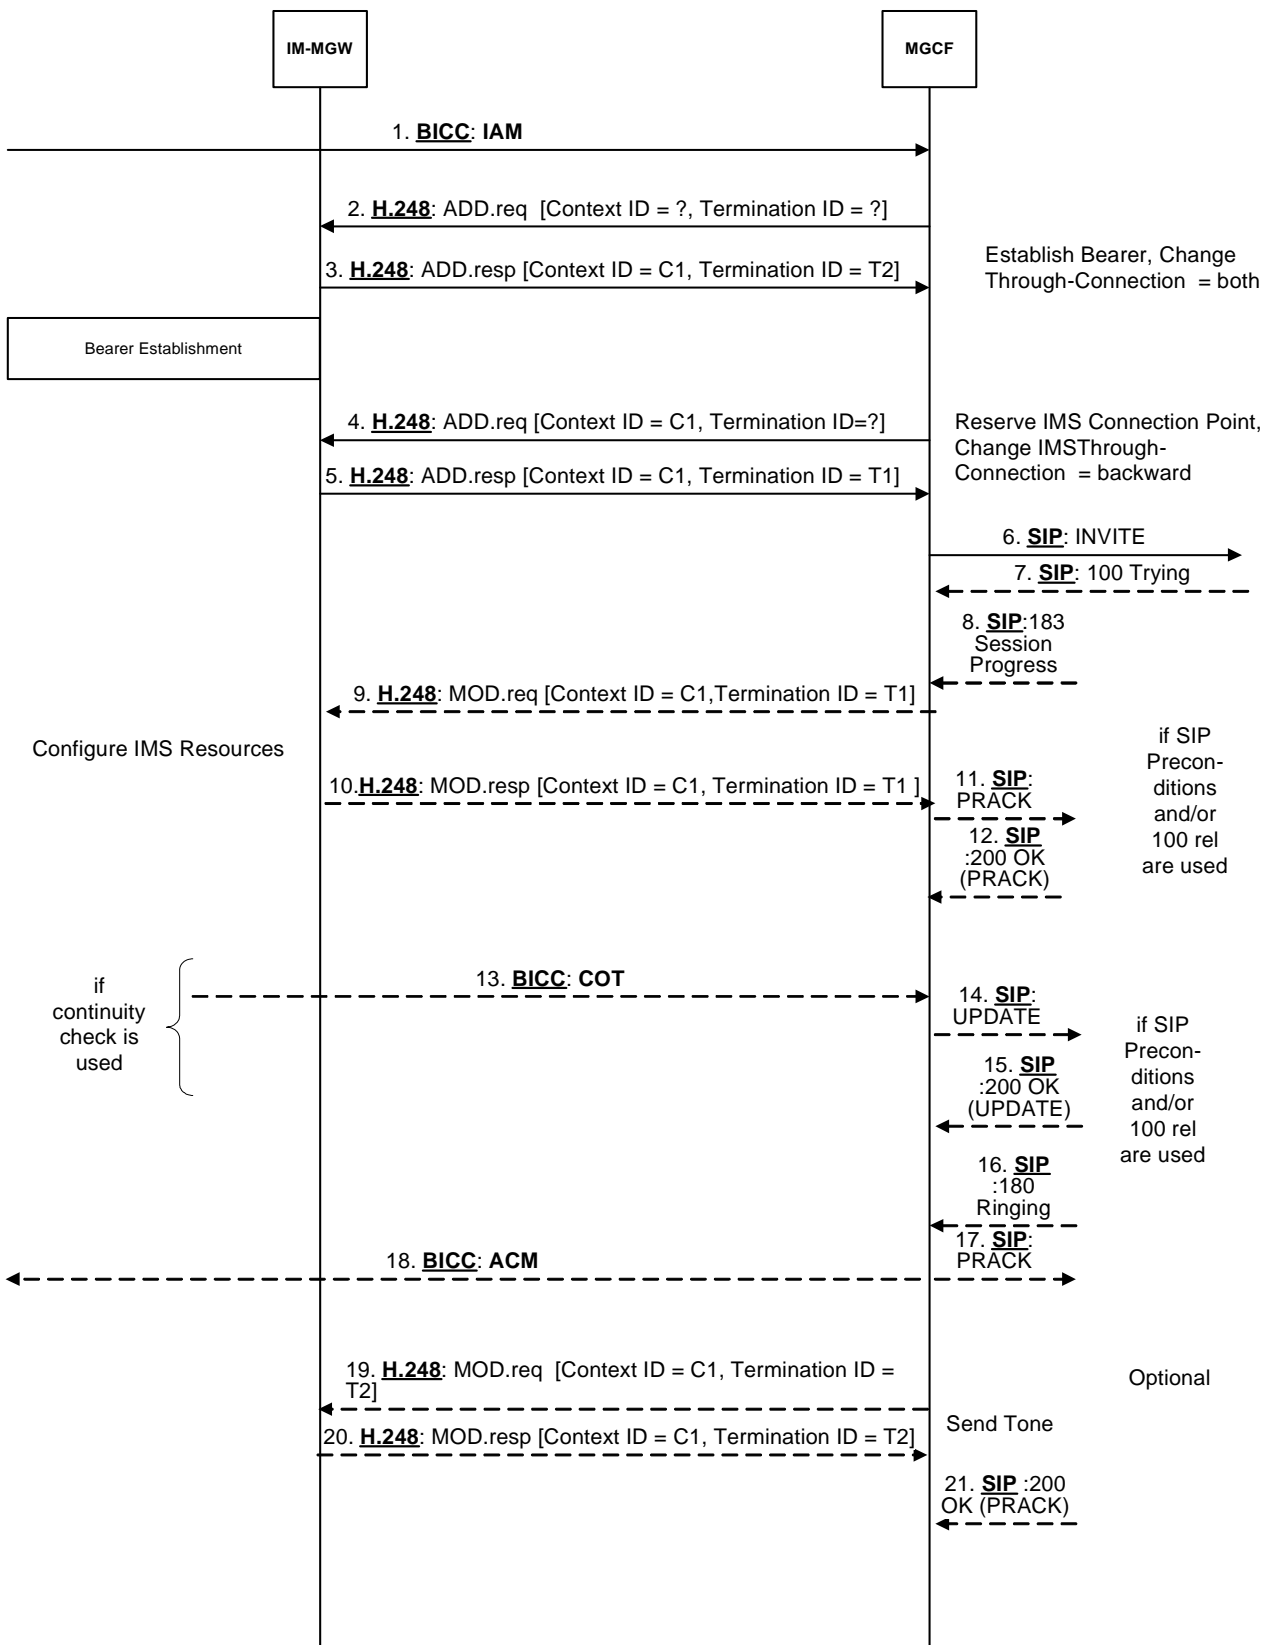 IM-MGW
MGCF
1. BICC: IAM
2. H.248: ADD.req  [Context ID = ?, Termination ID = ?]
3. H.248: ADD.resp [Context ID = C1, Termination ID = T2]
Establish Bearer, Change
Through-Connection  = both
Bearer Establishment
4. H.248: ADD.req [Context ID = C1, Termination ID=?]
5. H.248: ADD.resp [Context ID = C1, Termination ID = T1]
Reserve IMS Connection Point,
Change IMSThrough-
Connection  = backward
6. SIP: INVITE
7. SIP: 100 Trying
8. SIP:183
Session
Progress
9. H.248: MOD.req [Context ID = C1,Termination ID = T1]
Configure IMS Resources
10.H.248: MOD.resp [Context ID = C1, Termination ID = T1 ]
11. SIP:
PRACK
12. SIP
:200 OK
(PRACK)
if SIP
Precon-
ditions
and/or
100 rel
are used
if
continuity
check is
used
13. BICC: COT
14. SIP:
UPDATE
15. SIP
:200 OK
(UPDATE)
if SIP
Precon-
ditions
and/or
100 rel
are used
16. SIP
:180
Ringing
17. SIP:
PRACK
18. BICC: ACM
19. H.248: MOD.req  [Context ID = C1, Termination ID =
T2]
Optional
20. H.248: MOD.resp [Context ID = C1, Termination ID = T2]
Send Tone
21. SIP :200
OK (PRACK)